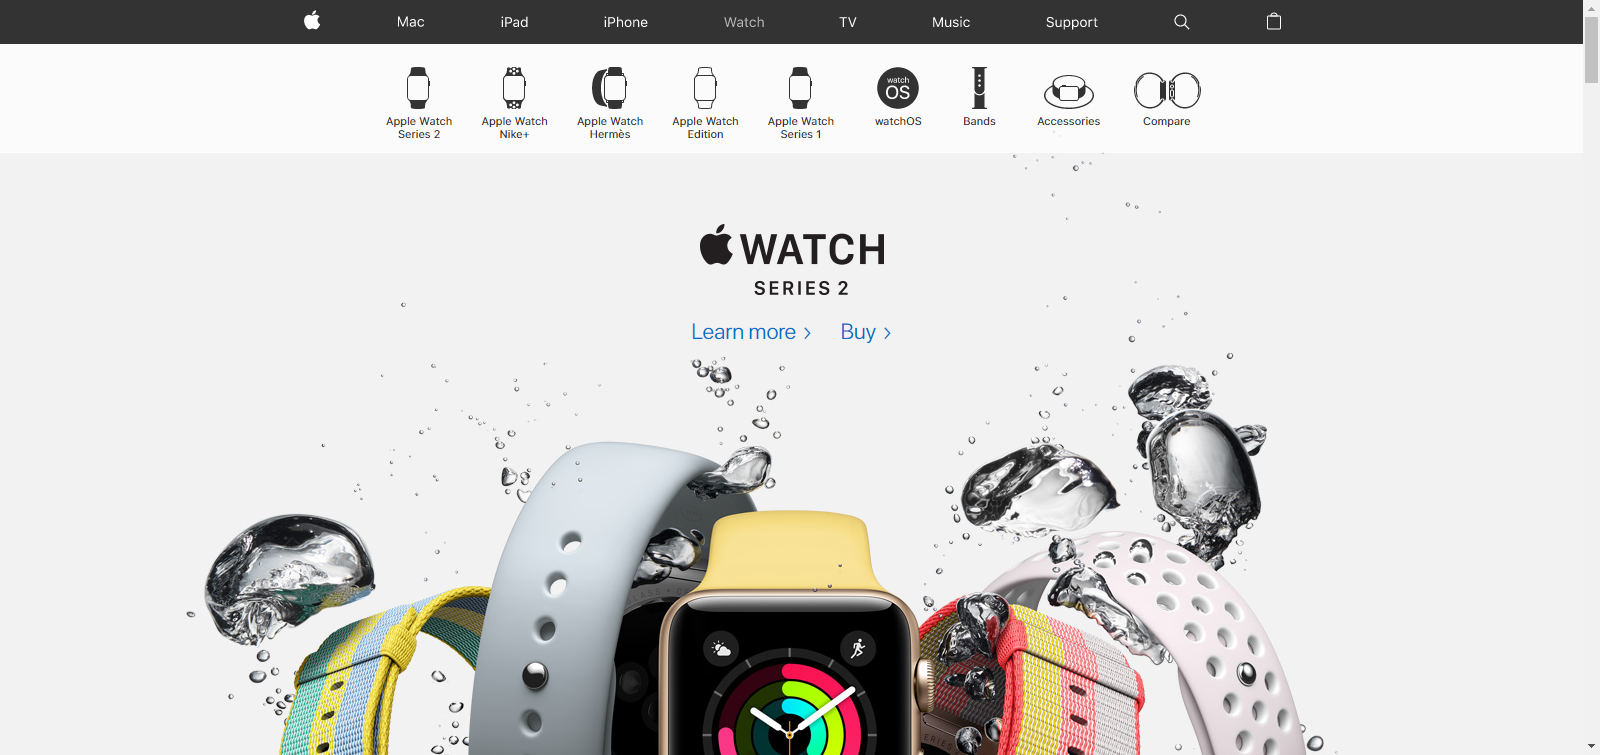 Mac
iPad
iPhone
Watch
TV
Music
Support
Apple Watch
Series 2
Apple Watch
Nike+
Apple Watch
Hermès
Apple Watch
Edition
Apple Watch
Series 1
watch
OS
watchOS
Bands
Accessories
Compare
WATCH
SERIES 2
Learn more
Buy